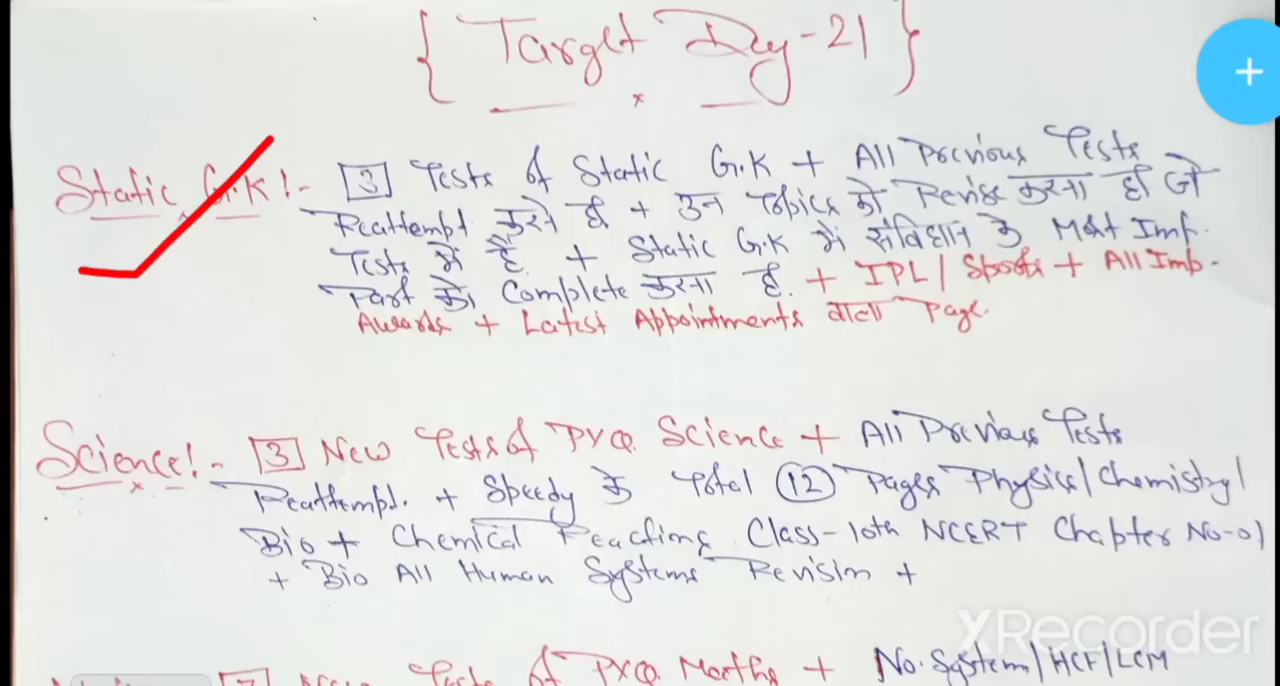 { Target Day-21 }
Static G.K !- [3] Tests of Static G.K + All Previous Tests
Reattempt करने हैं + उन Topics को Revise करना है जो
Tests में हैं. + Static G.K में संविधान के Most Imp.
Part को Complete करना है. + IPL/Sports + All Imp.
Awards + Latest Appointments वाला Page.
Science!- [3] New Tests of PYQ Science + All Previous Tests
Reattempt. + Speedy के Total (12) Pages Physics/Chemistry/
Bio + Chemical Reactions Class-10th NCERT Chapter No-01
+ Bio All Human Systems Revision +
New Tests of PYQ Maths + No. System/HCF/LCM
XRecorder